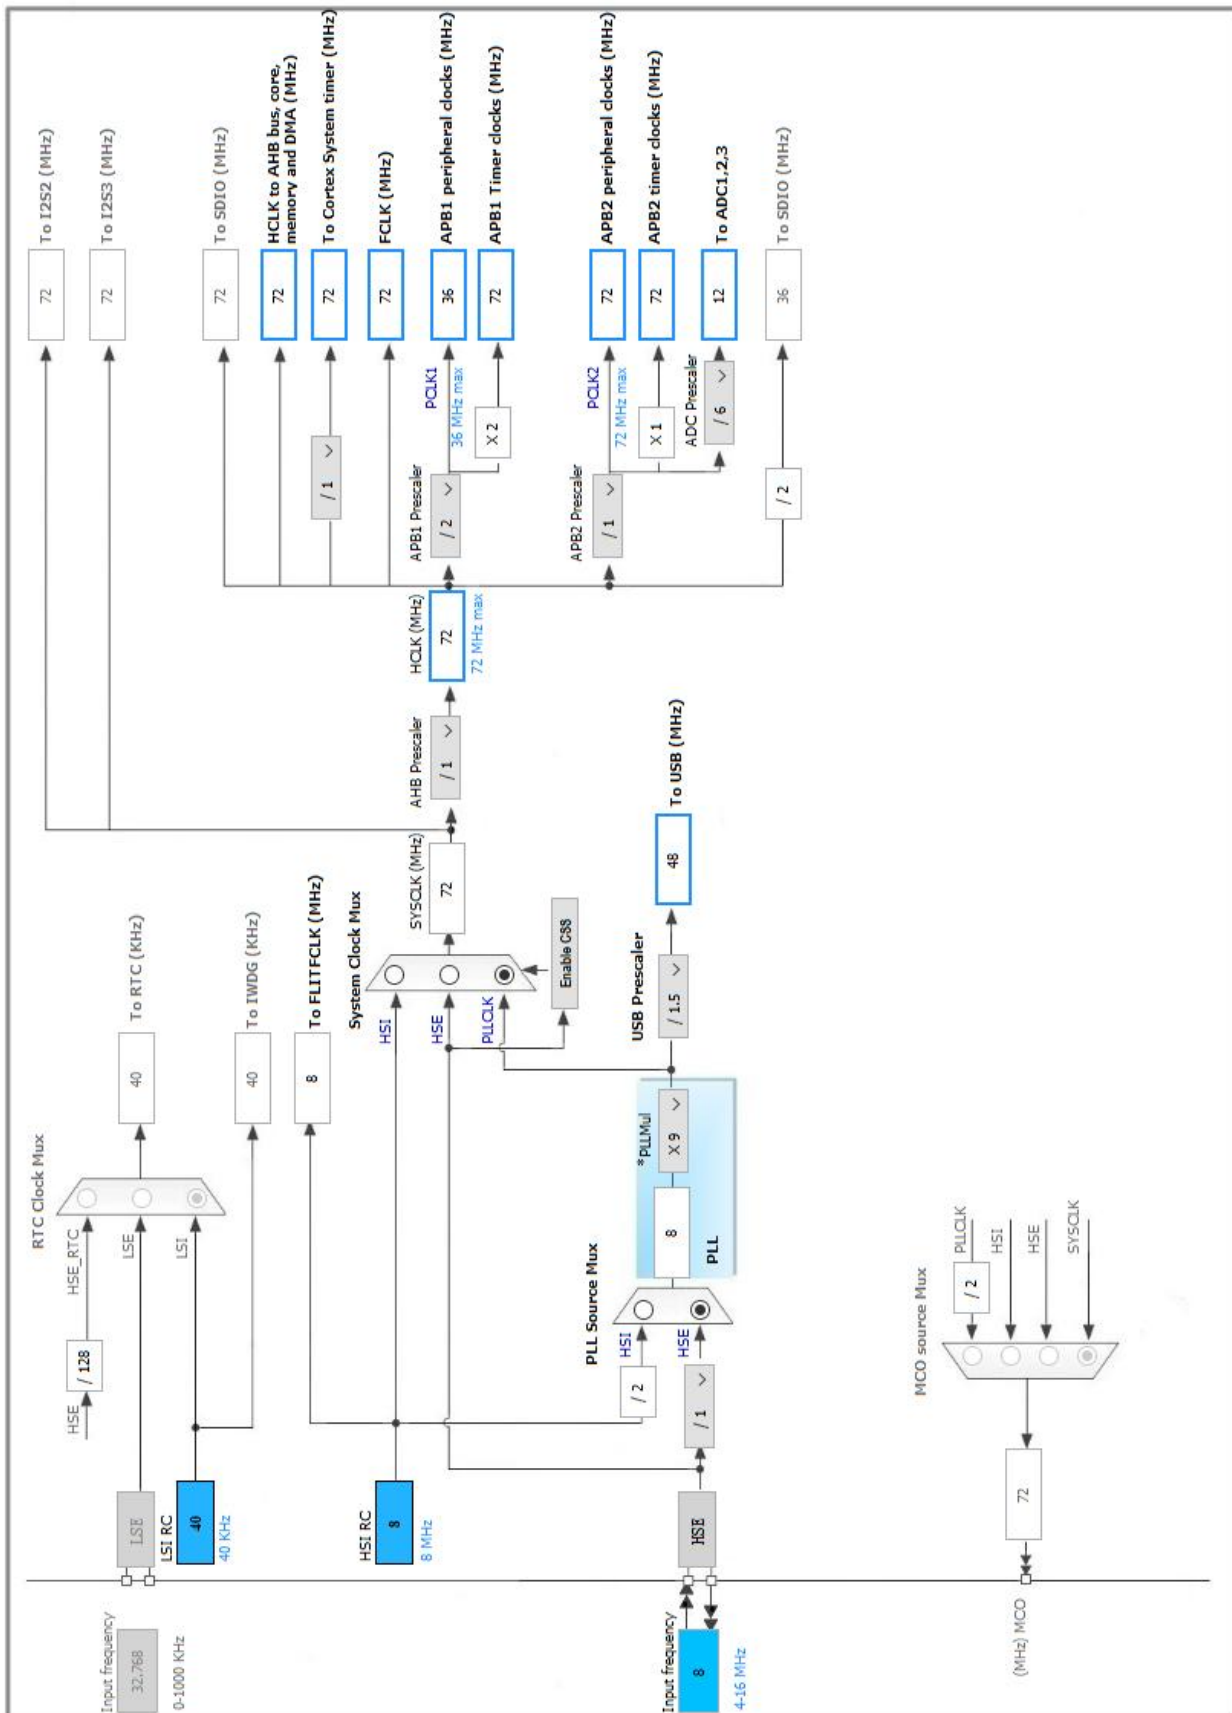 Input frequency
32.768
0-1000 KHz
LSE
LSI RC
40
40 KHz
HSE
/ 128
HSE_RTC
LSE
LSI
RTC Clock Mux
40
To RTC (KHz)
40
To IWDG (KHz)
8
To FLITFCLK (MHz)
HSI RC
8
8 MHz
Input frequency
8
4-16 MHz
HSE
/ 1
/ 2
HSI
HSE
PLL Source Mux
8
*PLLMul
X 9
PLL
USB Prescaler
/ 1.5
48
To USB (MHz)
System Clock Mux
HSI
HSE
PLLCLK
Enable CSS
SYSCLK (MHz)
72
AHB Prescaler
/ 1
HCLK (MHz)
72
72 MHz max
72
To I2S2 (MHz)
72
To I2S3 (MHz)
72
To SDIO (MHz)
72
HCLK to AHB bus, core,
memory and DMA (MHz)
/ 1
72
To Cortex System timer (MHz)
72
FCLK (MHz)
APB1 Prescaler
/ 2
PCLK1
36 MHz max
36
APB1 peripheral clocks (MHz)
X 2
72
APB1 Timer clocks (MHz)
APB2 Prescaler
/ 1
PCLK2
72 MHz max
72
APB2 peripheral clocks (MHz)
X 1
72
APB2 timer clocks (MHz)
ADC Prescaler
/ 6
12
To ADC1,2,3
/ 2
36
To SDIO (MHz)
MCO source Mux
PLLCLK
/ 2
HSI
HSE
SYSCLK
72
(MHz) MCO